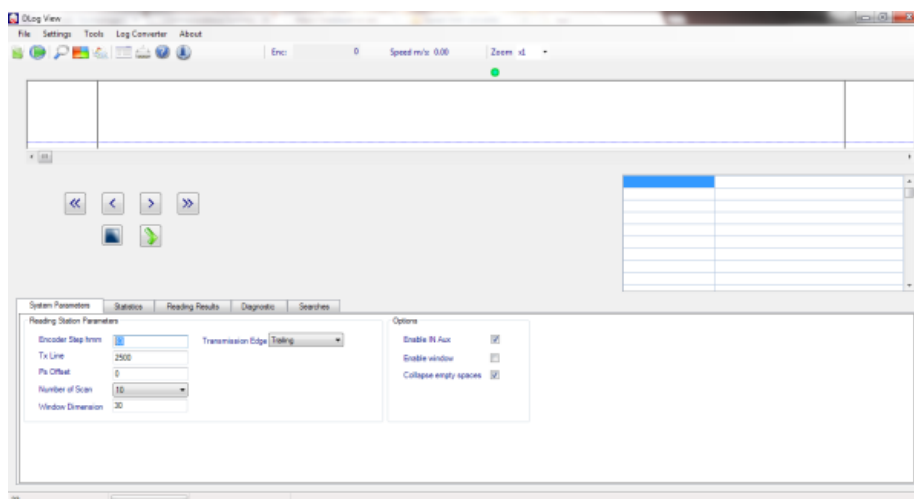 DLog View
File Settings Tools Log Converter About
Enc: 0 Speed m/s: 0.00 Zoom x1
System Parameters Statistics Reading Results Diagnostic Searches
Reading Station Parameters
Options
Encoder Step hmm Transmission Edge Trailing Enable IN Aux
Tx Line 2500 Enable window
Ps Offset 0 Collapse empty spaces
Number of Scan 10
Window Dimension 30